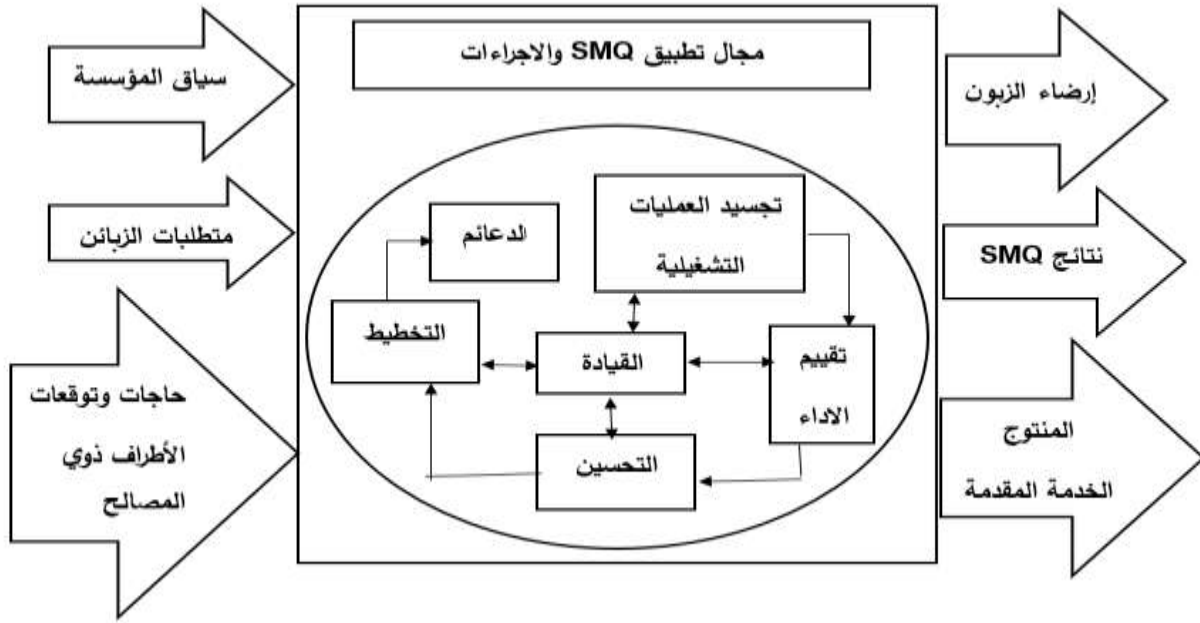 مجال تطبيق SMQ والاجراءات
سياق المؤسسة
إرضاء الزبون
تجسيد العمليات
التشغيلية
الدعائم
متطلبات الزبائن
نتائج SMQ
التخطيط
القيادة
تقييم
الاداء
التحسين
حاجات وتوقعات
الأطراف ذوي
المصالح
المنتوج
الخدمة المقدمة